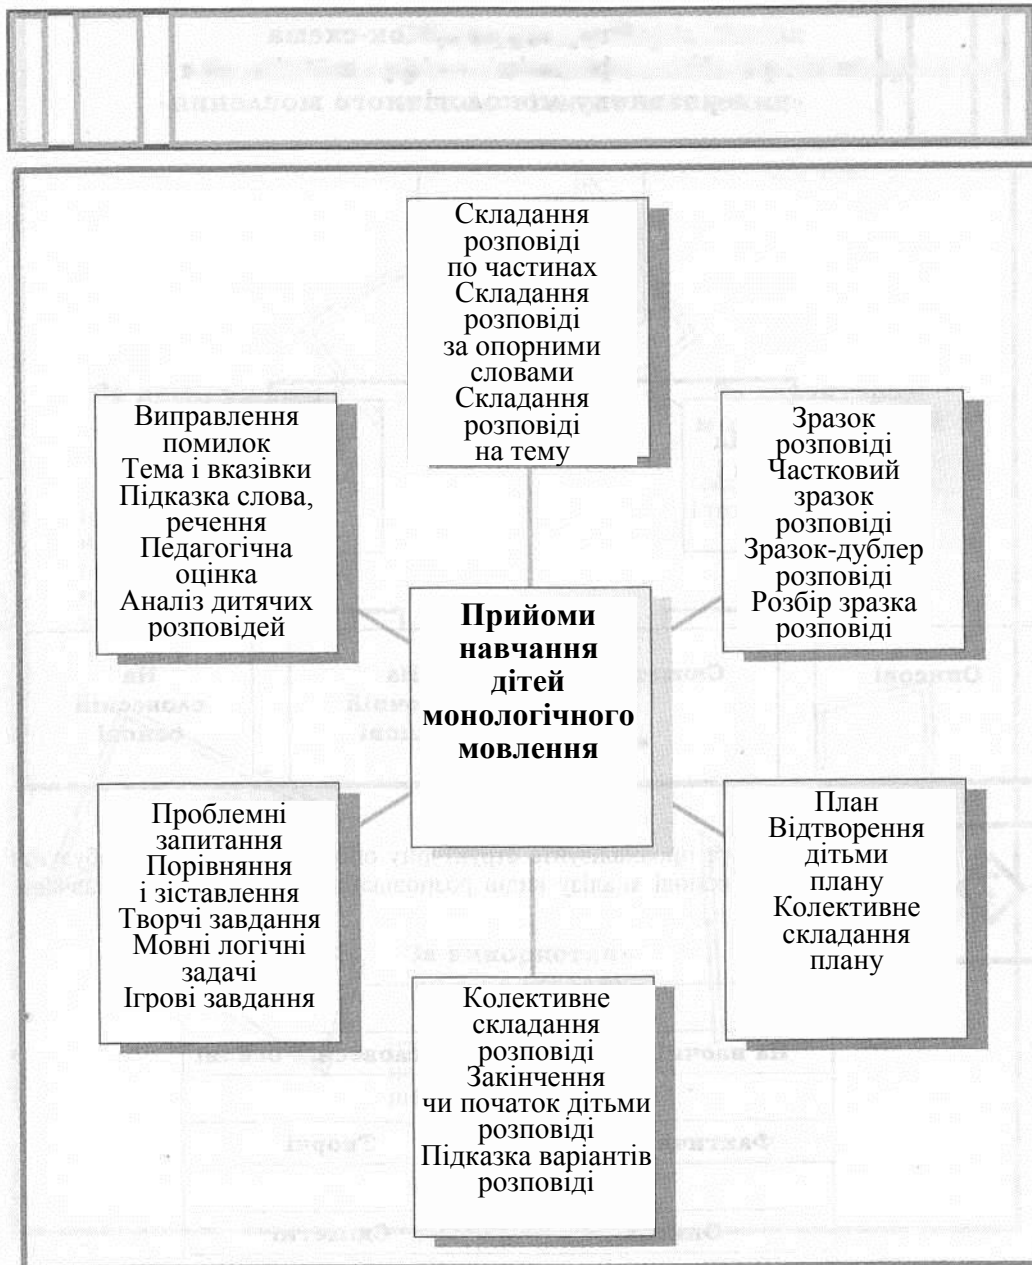 Складання
розповіді
по частинах
Складання
розповіді
за опорними
словами
Складання
розповіді
на тему
Виправлення
помилок
Тема і вказівки
Підказка слова,
речення
Педагогічна
оцінка
Аналіз дитячих
розповідей
Зразок
розповіді
Частковий
зразок
розповіді
Зразок-дублер
розповіді
Розбір зразка
розповіді
Прийоми
навчання
дітей
монологічного
мовлення
Проблемні
запитання
Порівняння
і зіставлення
Творчі завдання
Мовні логічні
задачі
Ігрові завдання
План
Відтворення
дітьми
плану
Колективне
складання
плану
Колективне
складання
розповіді
Закінчення
чи початок дітьми
розповіді
Підказка варіантів
розповіді